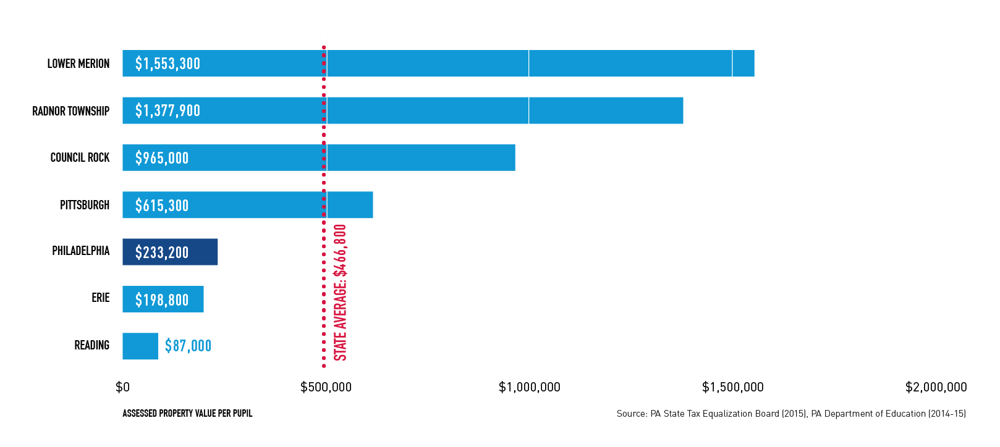 LOWER MERION $1,553,300
RADNOR TOWNSHIP $1,377,900
COUNCIL ROCK $965,000
PITTSBURGH $615,300
PHILADELPHIA $233,200
ERIE $198,800
READING $87,000
STATE AVERAGE: $466,800
$0 $500,000 $1,000,000 $1,500,000 $2,000,000
ASSESSED PROPERTY VALUE PER PUPIL
Source: PA State Tax Equalization Board (2015), PA Department of Education (2014-15)